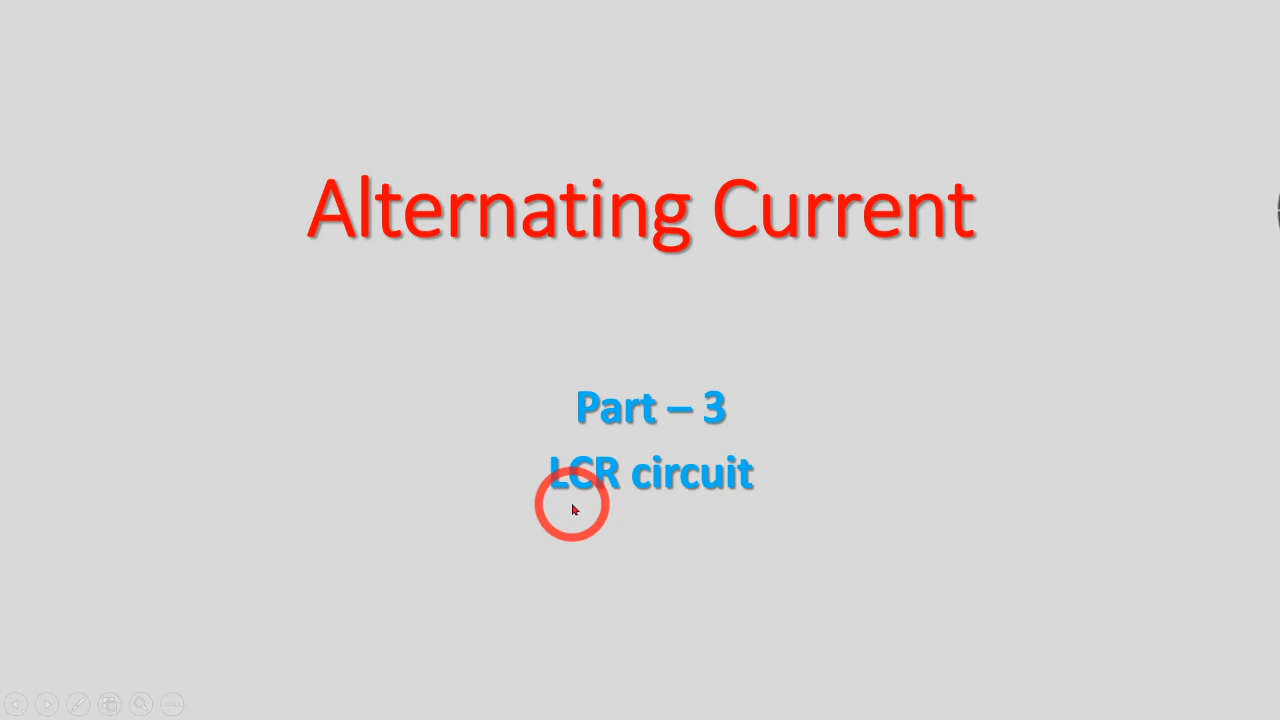 Alternating Current
Part – 3
LCR circuit